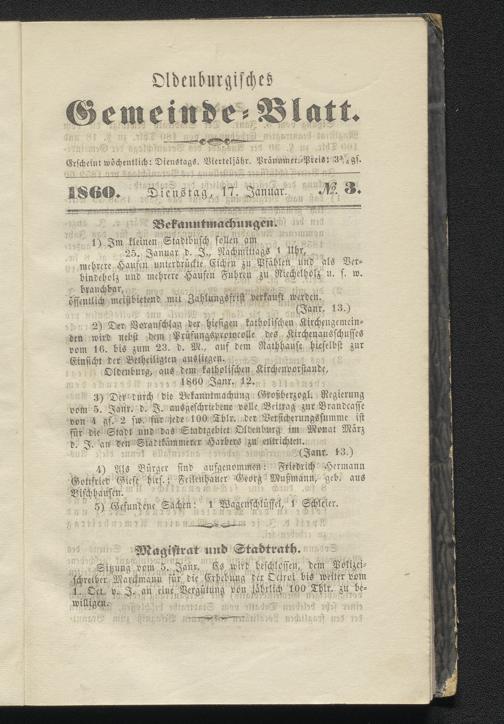 Oldenburgisches
Gemeinde-Blatt.
Erscheint wöchentlich: Dienstags. Vierteljähr. Pränumer.-Preis: 3¾ gf.
1860. Dienstag, 17. Januar. № 3.
Bekanntmachungen.
1) Im kleinen Stadtbusch sollen am
25. Januar d. J., Nachmittags 1 Uhr,
mehrere Haufen unterdrückte Eichen zu Pfählen und als Ver-
bindeholz und mehrere Haufen Fuhren zu Richelholz u. s. w.
brauchbar,
öffentlich meistbietend mit Zahlungsfrist verkauft werden.
(Janr. 13.)
2) Der Voranschlag der hiesigen katholischen Kirchengemein-
den wird nebst dem Prüfungsprotocolle des Kirchenausschusses
vom 16. bis zum 23. d. M., auf dem Rathhause hieselbst zur
Einsicht der Betheiligten ausliegen.
Oldenburg, aus dem katholischen Kirchenvorstande,
1860 Janr. 12.
3) Der durch die Bekanntmachung Großherzogl. Regierung
vom 5. Janr. d. J. ausgeschriebene volle Beitrag zur Brandcasse
von 4 gf. 2 sw. für jede 100 Thlr. der Versicherungssumme ist
für die Stadt und das Stadtgebiet Oldenburg im Monat März
d. J. an den Stadtkämmerer Harbers zu entrichten.
(Janr. 13.)
4) Als Bürger sind aufgenommen: Friedrich Hermann
Gottfried Giese hies.; Feilenhauer Georg Mußmann, geb. aus
Vischhausen.
5) Gefundene Sachen: 1 Wagenschlüssel, 1 Schleier.
Magistrat und Stadtrath.
Sitzung vom 5. Janr. Es wird beschlossen, dem Polizei-
schreiber Marchmann für die Erhebung der Octroi bis weiter vom
1. Oct. v. J. an eine Vergütung von jährlich 100 Thlr. zu be-
willigen.